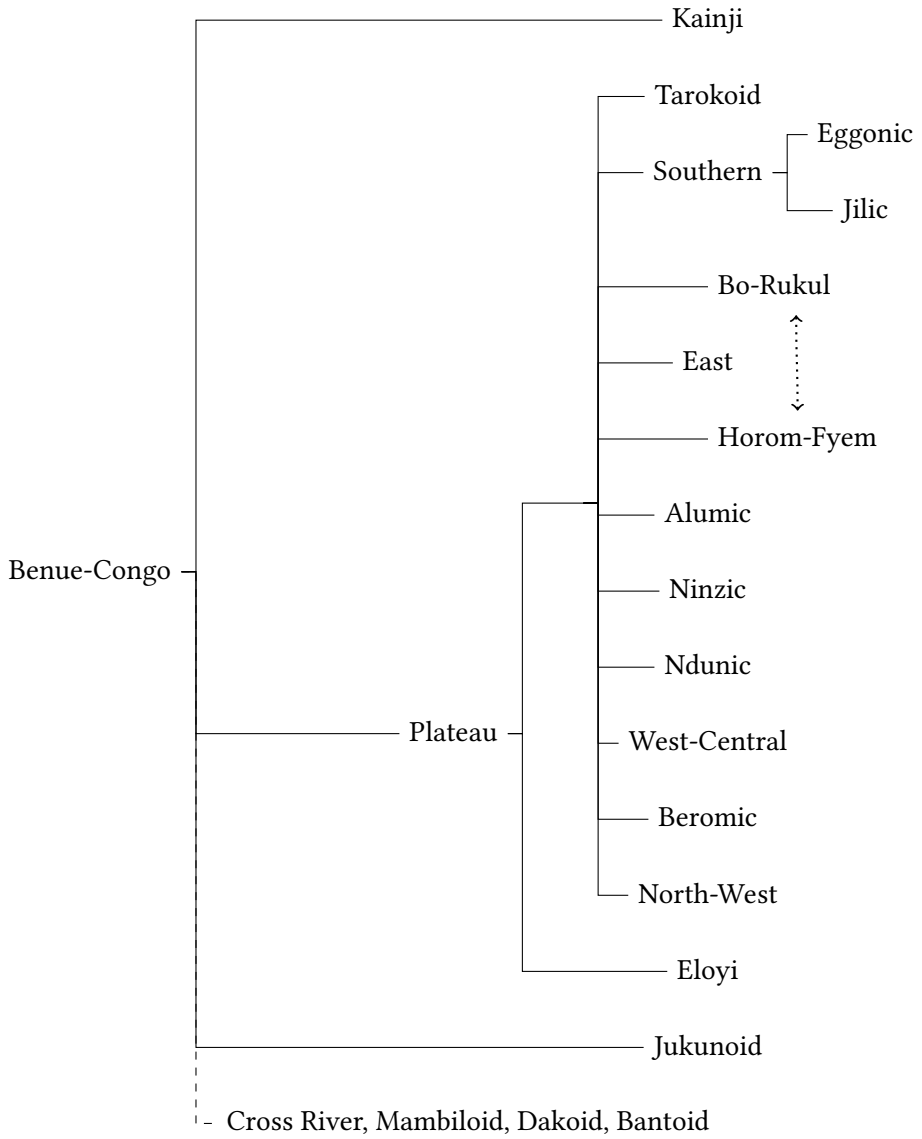 Kainji
Tarokoid
Eggonic
Southern
Jilic
Bo-Rukul
East
Horom-Fyem
Alumic
Benue-Congo
Ninzic
Ndunic
Plateau
West-Central
Beromic
North-West
Eloyi
Jukunoid
Cross River, Mambiloid, Dakoid, Bantoid